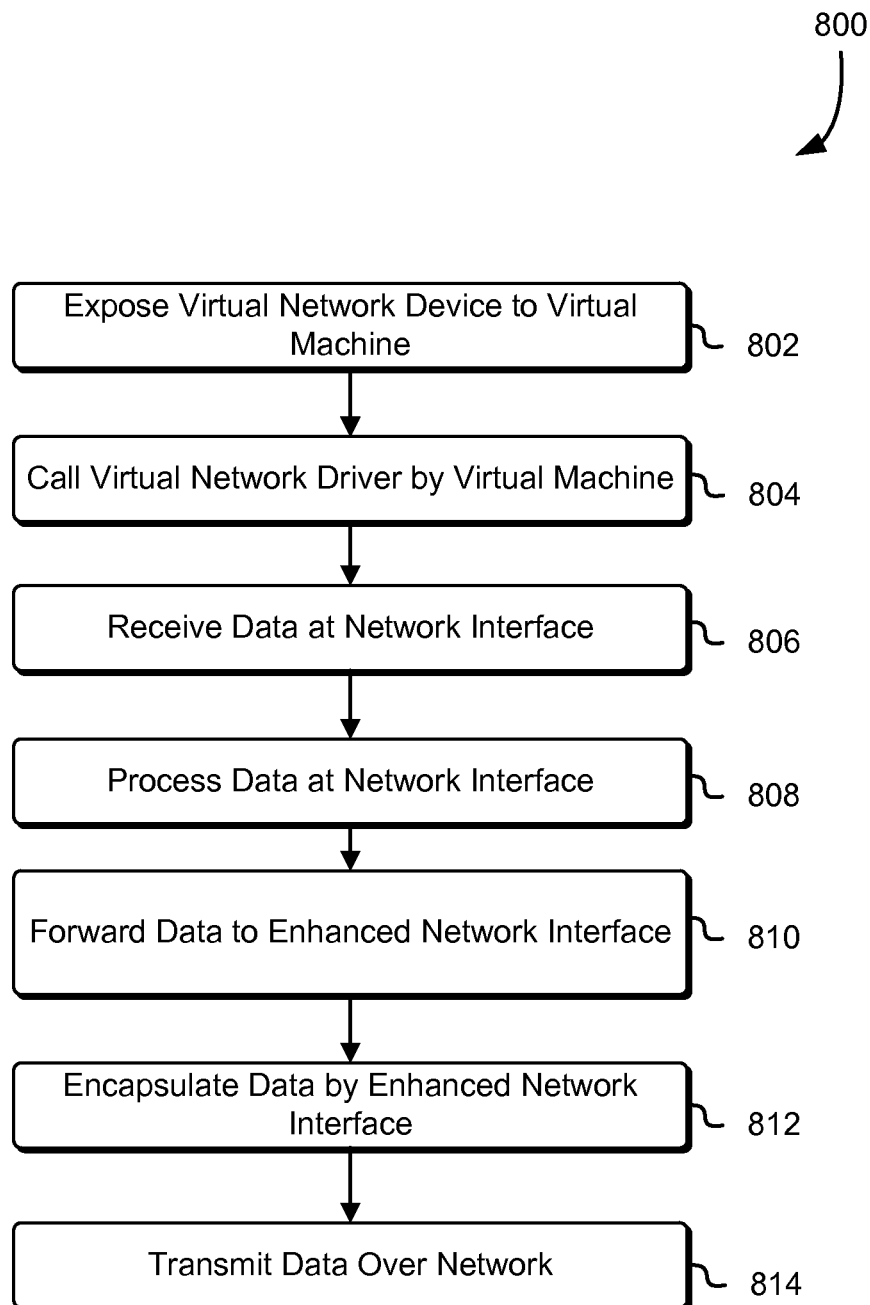 800
Expose Virtual Network Device to Virtual
Machine
802
Call Virtual Network Driver by Virtual Machine
804
Receive Data at Network Interface
806
Process Data at Network Interface
808
Forward Data to Enhanced Network Interface
810
Encapsulate Data by Enhanced Network
Interface
812
Transmit Data Over Network
814